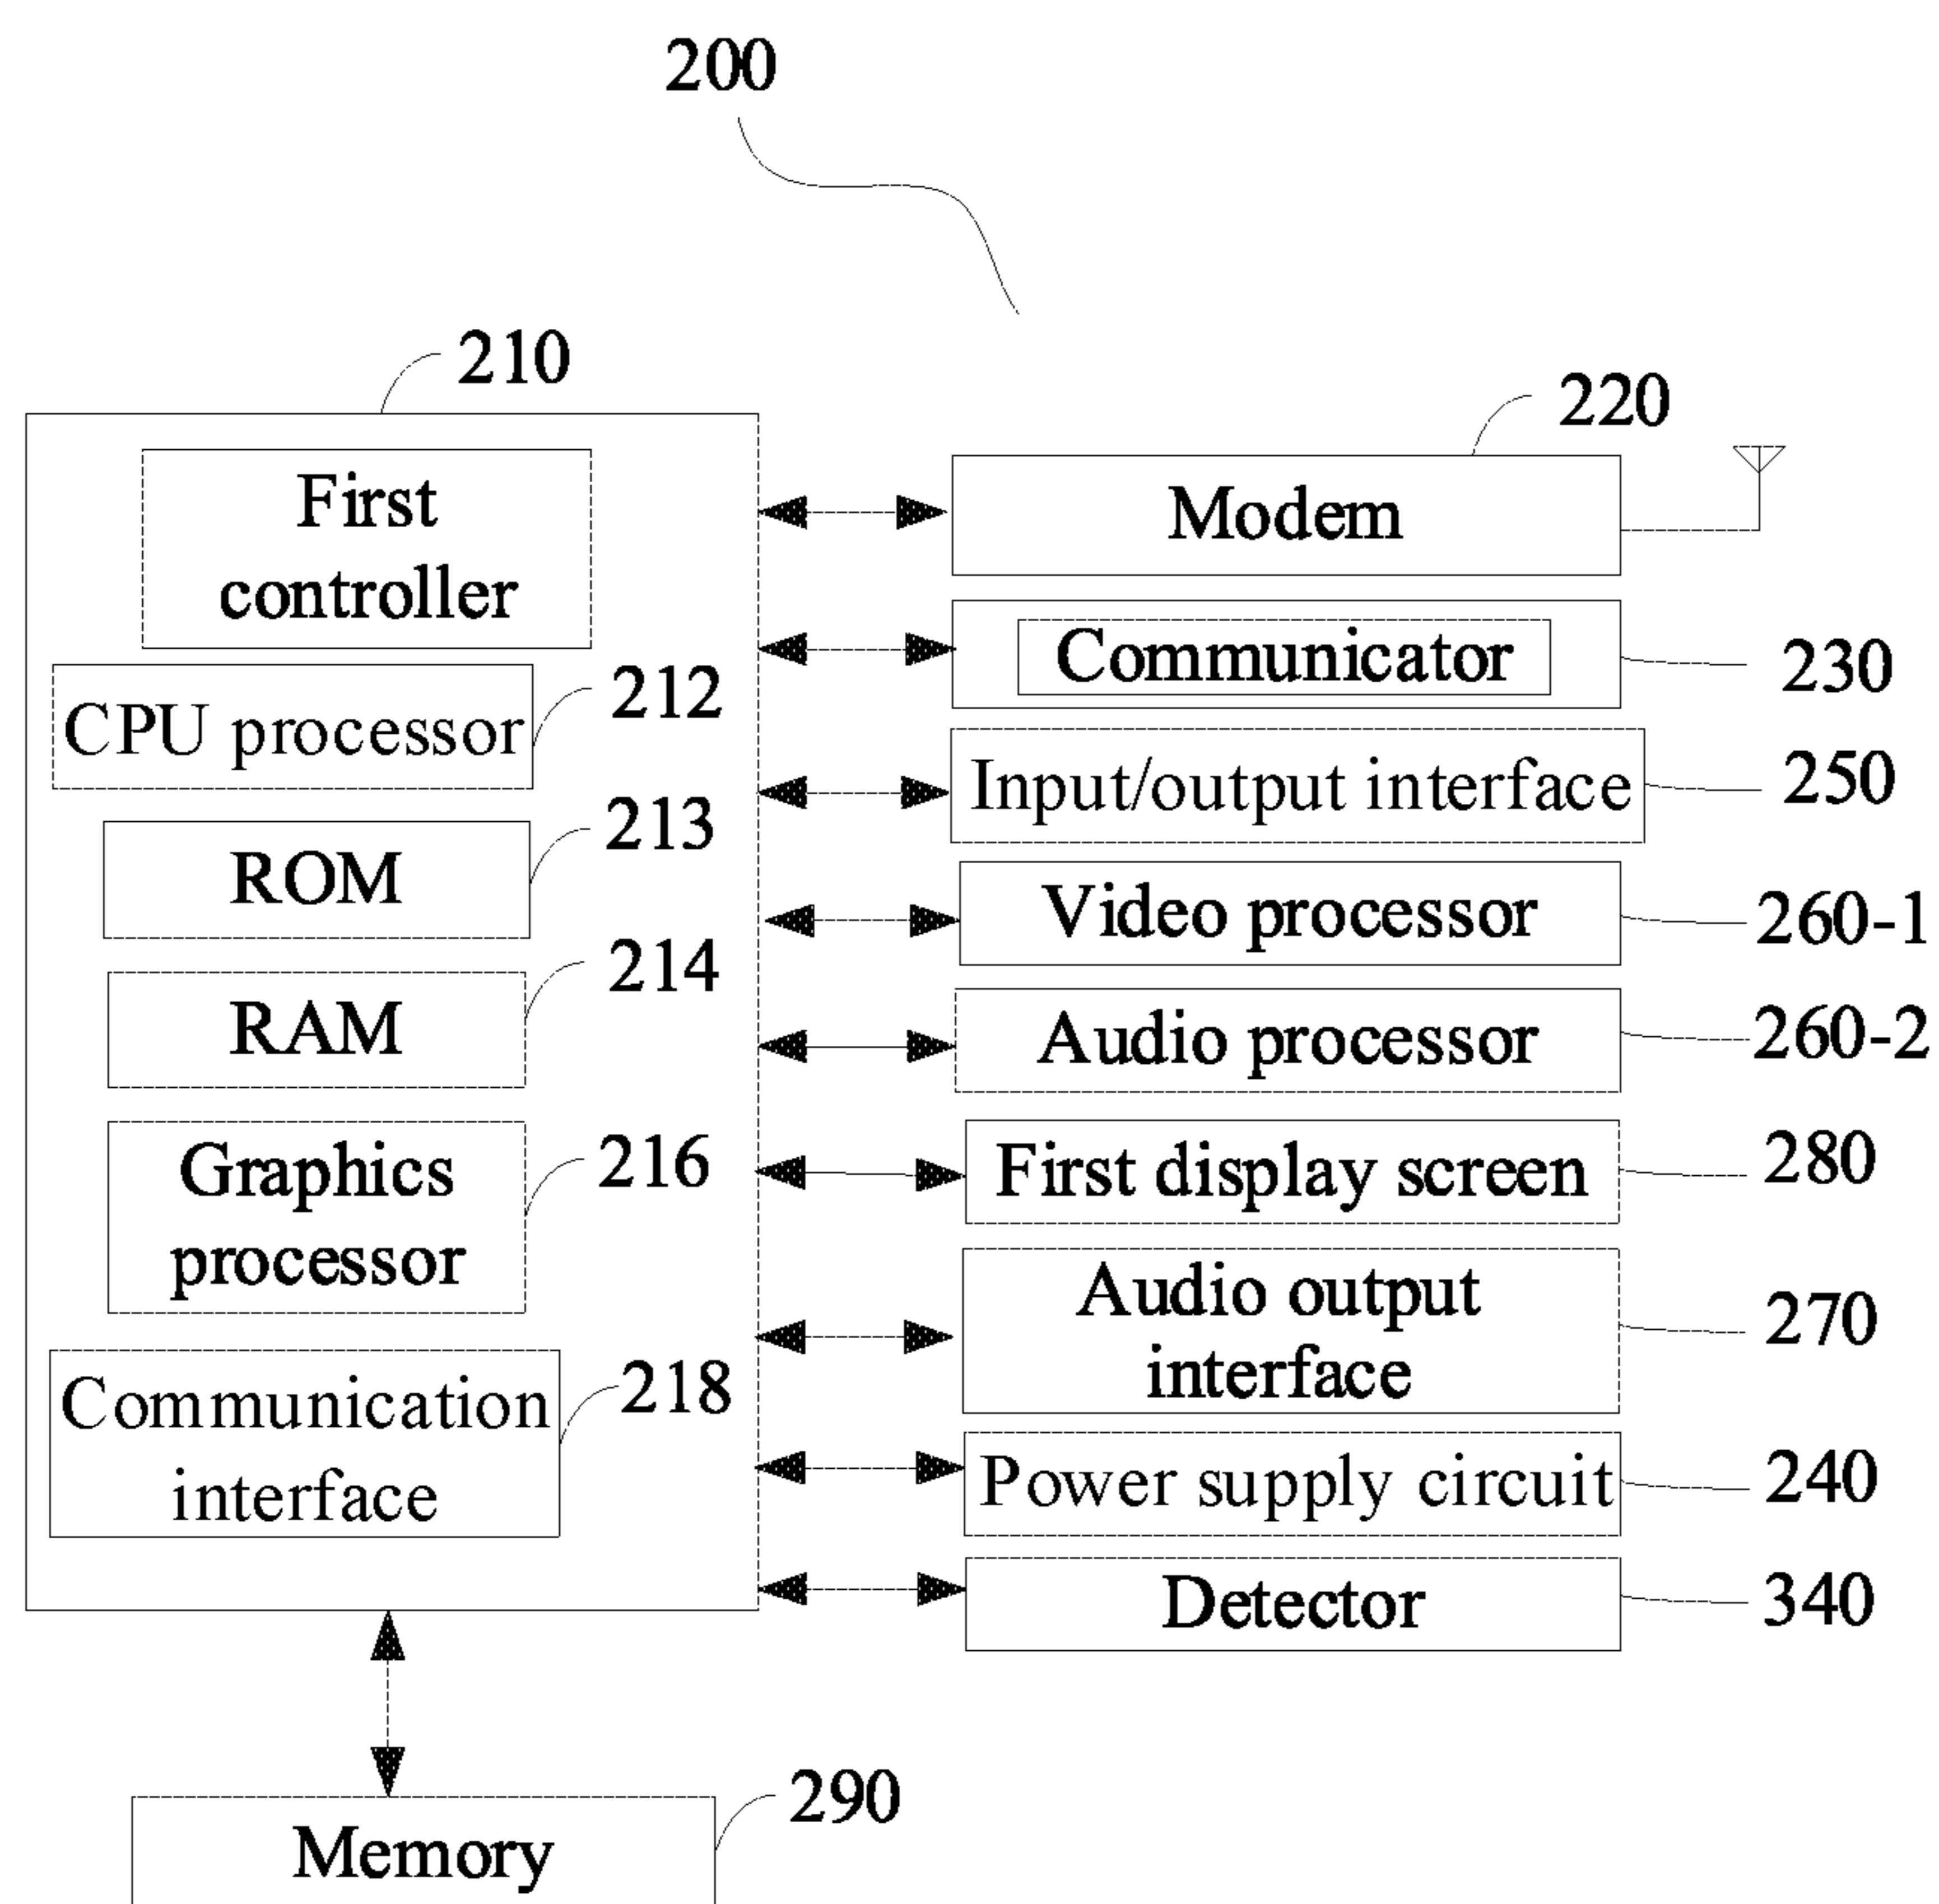 200
210
First
controller
CPU processor
212
ROM
213
RAM
214
Graphics
processor
216
Communication
interface
218
220
Modem
Communicator
230
Input/output interface
250
Video processor
260-1
Audio processor
260-2
First display screen
280
Audio output
interface
270
Power supply circuit
240
Detector
340
290
Memory